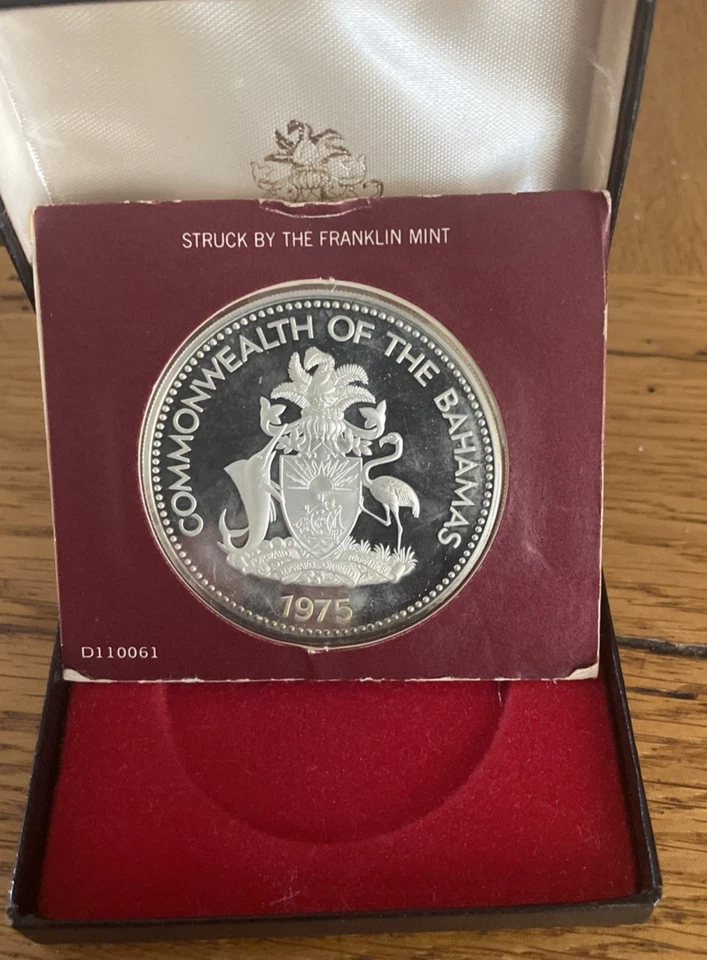 STRUCK BY THE FRANKLIN MINT
COMMONWEALTH OF THE BAHAMAS
1975
D110061